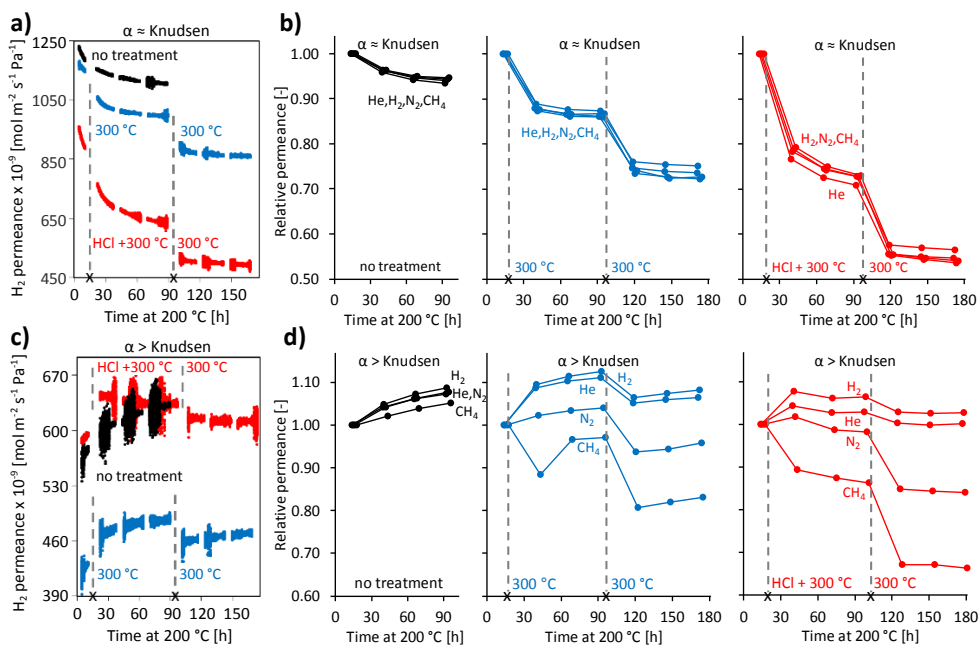 a)
α ≈ Knudsen
H₂ permeance x 10⁻⁹ [mol m⁻² s⁻¹ Pa⁻¹]
1250
1050
850
650
450
no treatment
300 °C
300 °C
HCl +300 °C
300 °C
0 30 60 90 120 150
Time at 200 °C [h]
b)
α ≈ Knudsen
Relative permeance [-]
1.00
0.90
0.80
0.70
0.60
0.50
He,H₂,N₂,CH₄
no treatment
0 30 60 90
Time at 200 °C [h]
α ≈ Knudsen
He,H₂,N₂,CH₄
300 °C
300 °C
0 30 60 90 120 150 180
Time at 200 °C [h]
α ≈ Knudsen
H₂,N₂,CH₄
He
HCl + 300 °C
300 °C
0 30 60 90 120 150 180
Time at 200 °C [h]
c)
α > Knudsen
H₂ permeance x 10⁻⁹ [mol m⁻² s⁻¹ Pa⁻¹]
670
600
530
460
390
HCl +300 °C
300 °C
no treatment
300 °C
300 °C
0 30 60 90 120 150
Time at 200 °C [h]
d)
α > Knudsen
Relative permeance [-]
1.10
1.00
0.90
0.80
0.70
0.60
H₂
He,N₂
CH₄
no treatment
0 30 60 90
Time at 200 °C [h]
α > Knudsen
H₂
He
N₂
CH₄
300 °C
300 °C
0 30 60 90 120 150 180
Time at 200 °C [h]
α > Knudsen
H₂
He
N₂
CH₄
HCl + 300 °C
300 °C
0 30 60 90 120 150 180
Time at 200 °C [h]